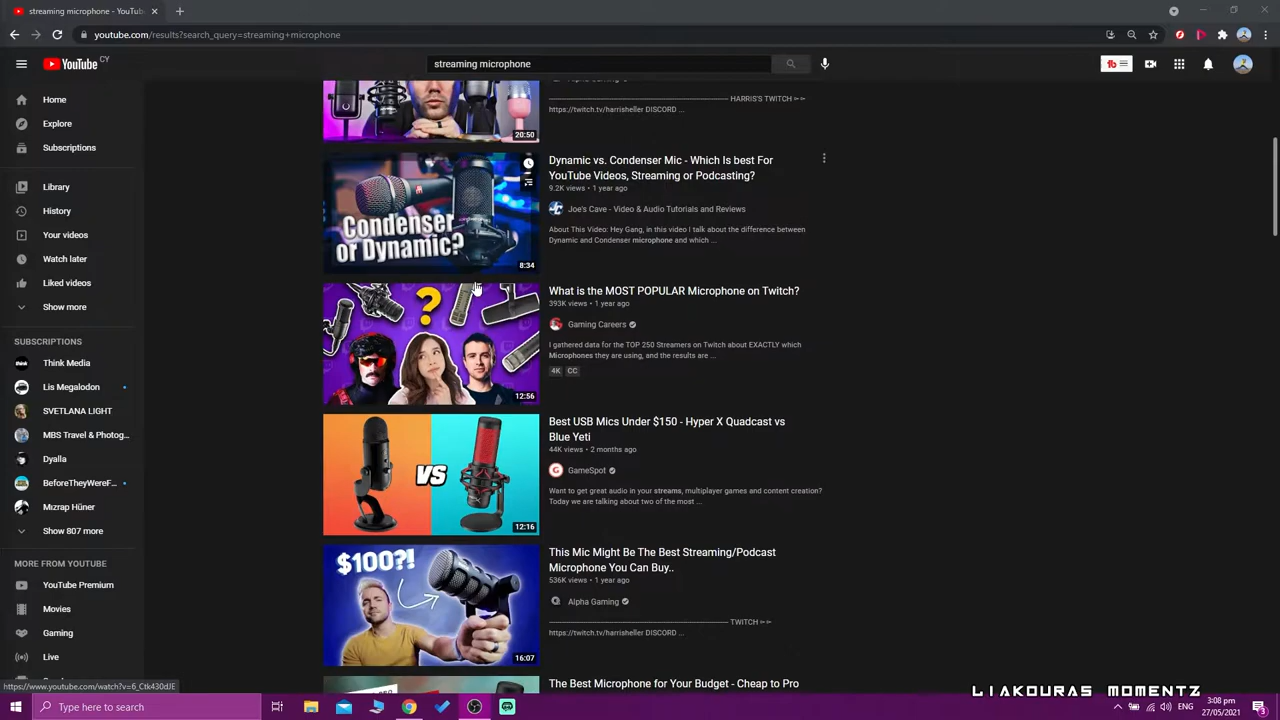 streaming microphone - YouTub
youtube.com/results?search_query=streaming+microphone
YouTube CY
streaming microphone
Home
Explore
Subscriptions
Library
History
Your videos
Watch later
Liked videos
Show more
SUBSCRIPTIONS
Think Media
Lis Megalodon
SVETLANA LIGHT
MBS Travel & Photog...
Dyalla
BeforeTheyWereF...
Mızrap Hüner
Show 807 more
MORE FROM YOUTUBE
YouTube Premium
Movies
Gaming
Live
20:50
HARRIS'S TWITCH ➳➳
https://twitch.tv/harrisheller DISCORD ...
Condenser
or Dynamic?
8:34
Dynamic vs. Condenser Mic - Which Is best For
YouTube Videos, Streaming or Podcasting?
9.2K views • 1 year ago
Joe's Cave - Video & Audio Tutorials and Reviews
About This Video: Hey Gang, in this video I talk about the difference between
Dynamic and Condenser microphone and which ...
?
12:56
What is the MOST POPULAR Microphone on Twitch?
393K views • 1 year ago
Gaming Careers
I gathered data for the TOP 250 Streamers on Twitch about EXACTLY which
Microphones they are using, and the results are ...
4K CC
VS
12:16
Best USB Mics Under $150 - Hyper X Quadcast vs
Blue Yeti
44K views • 2 months ago
GameSpot
Want to get great audio in your streams, multiplayer games and content creation?
Today we are talking about two of the most ...
$100?!
16:07
This Mic Might Be The Best Streaming/Podcast
Microphone You Can Buy..
536K views • 1 year ago
Alpha Gaming
TWITCH ➳➳
https://twitch.tv/harrisheller DISCORD ...
The Best Microphone for Your Budget - Cheap to Pro
https://www.youtube.com/watch?v=6_Ctk430dJE
LIAKOURAS MOMENTZ
Type here to search
ENG
3:08 pm
27/05/2021